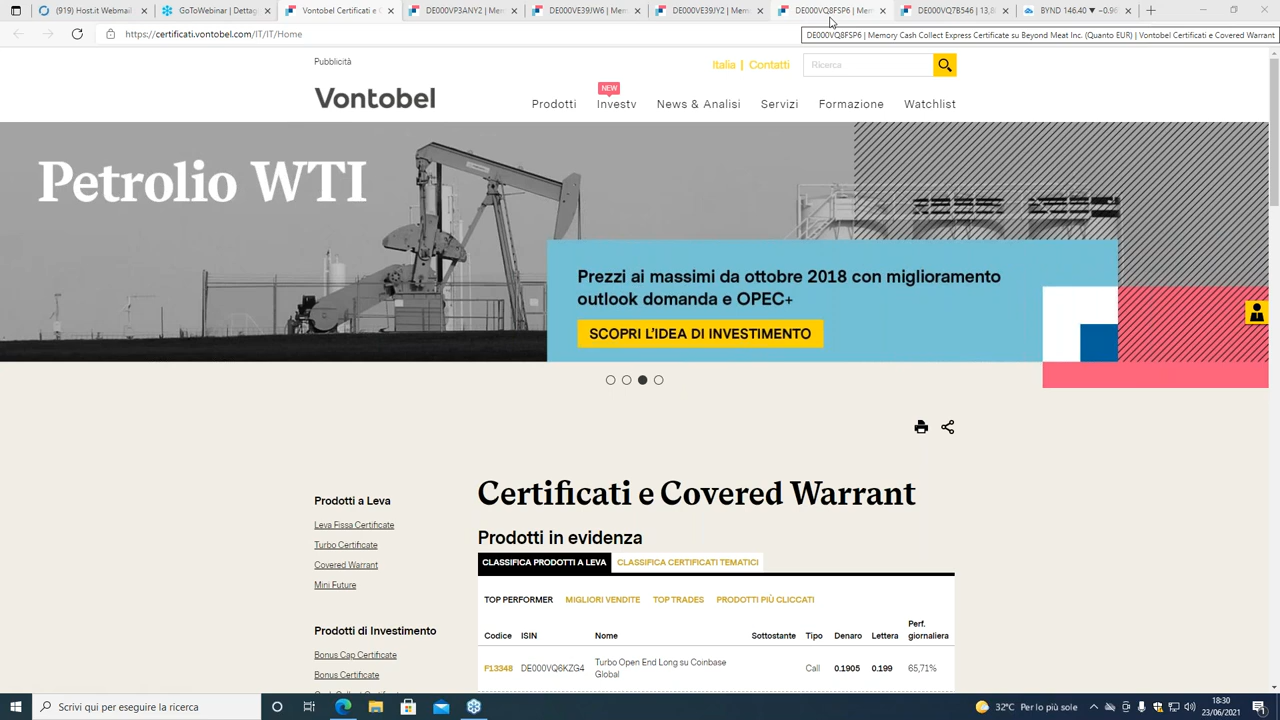 (919) Host.it Webmail
GoToWebinar | Dettag
Vontobel Certificati e C
DE000VP3ANY2 | Mem
DE000VE39JW6 | Mem
DE000VE39JY2 | Mem
DE000VQ8FSP6 | Mem
DE000VQ7B546 | 13,8
BYND 146.40 ▼ −0.96
https://certificati.vontobel.com/IT/IT/Home
DE000VQ8FSP6 | Memory Cash Collect Express Certificate su Beyond Meat Inc. (Quanto EUR) | Vontobel Certificati e Covered Warrant
Pubblicità
Italia | Contatti
Ricerca
Vontobel
NEW
Prodotti Investv News & Analisi Servizi Formazione Watchlist
Petrolio WTI
Prezzi ai massimi da ottobre 2018 con miglioramento
outlook domanda e OPEC+
SCOPRI L'IDEA DI INVESTIMENTO
Certificati e Covered Warrant
Prodotti a Leva
Leva Fissa Certificate
Turbo Certificate
Covered Warrant
Mini Future
Prodotti di Investimento
Bonus Cap Certificate
Bonus Certificate
Prodotti in evidenza
CLASSIFICA PRODOTTI A LEVA CLASSIFICA CERTIFICATI TEMATICI
TOP PERFORMER MIGLIORI VENDITE TOP TRADES PRODOTTI PIÙ CLICCATI
Codice ISIN Nome Sottostante Tipo Denaro Lettera Perf. giornaliera
F13348 DE000VQ6KZG4 Turbo Open End Long su Coinbase Global Call 0.1905 0.199 65,71%
Scrivi qui per eseguire la ricerca
32°C Per lo più sole
18:30
23/06/2021
1